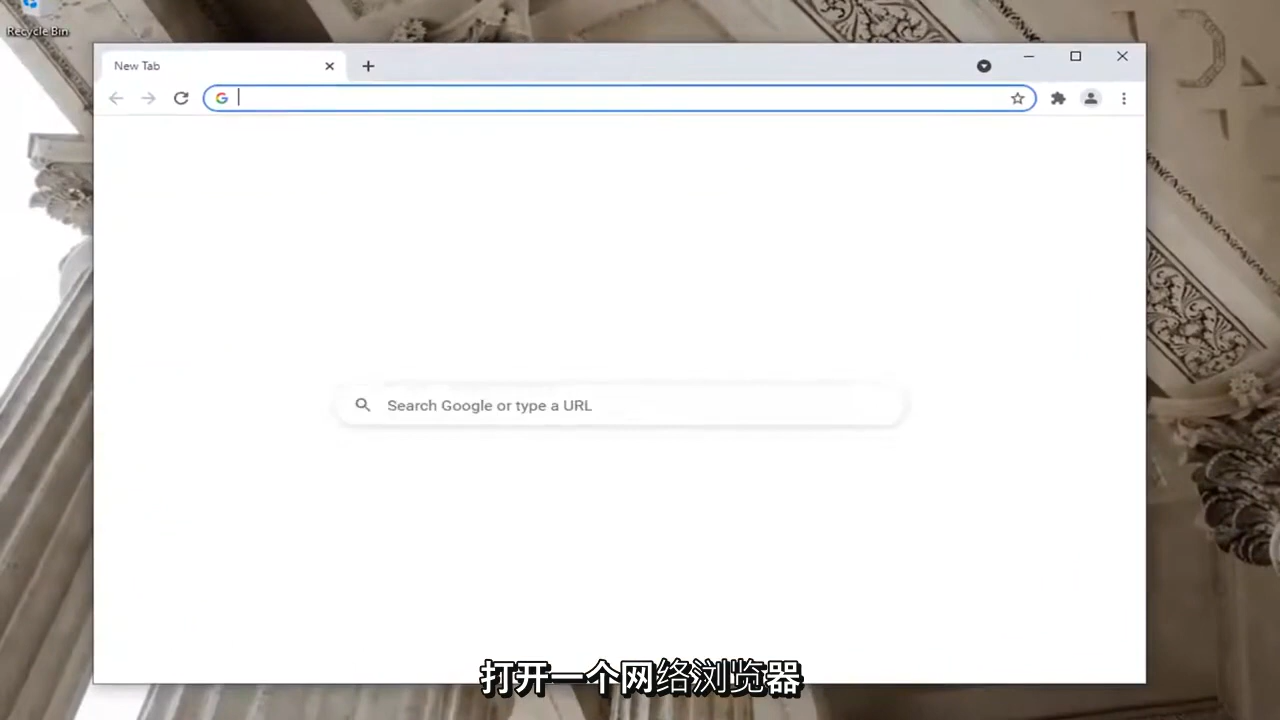 Recycle Bin
New Tab
Search Google or type a URL
打开一个网络浏览器